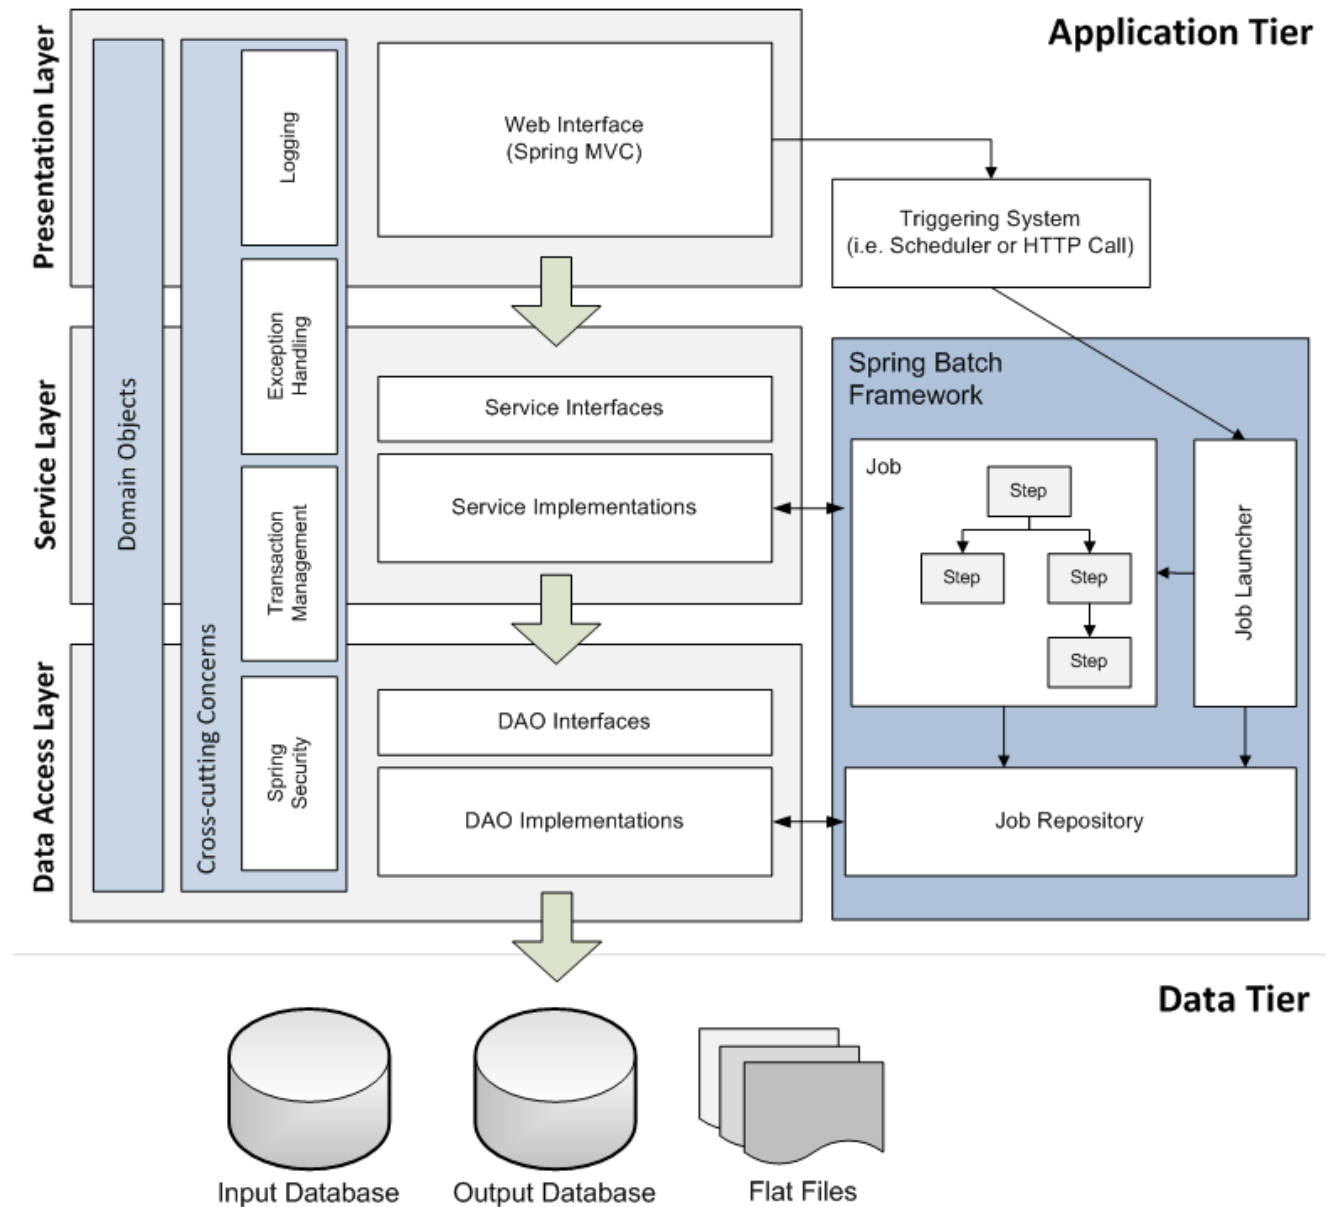 Application Tier
Presentation Layer
Logging
Web Interface
(Spring MVC)
Triggering System
(i.e. Scheduler or HTTP Call)
Service Layer
Domain Objects
Cross-cutting Concerns
Exception
Handling
Transaction
Management
Service Interfaces
Service Implementations
Spring Batch
Framework
Job
Step
Step
Step
Step
Job Launcher
Data Access Layer
Spring
Security
DAO Interfaces
DAO Implementations
Job Repository
Data Tier
Input Database
Output Database
Flat Files